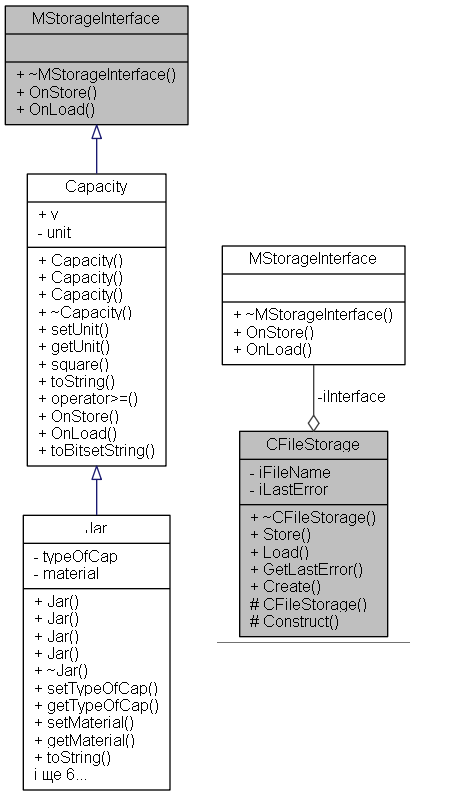 MStorageInterface
+ ~MStorageInterface()
+ OnStore()
+ OnLoad()
Capacity
+ v
- unit
+ Capacity()
+ Capacity()
+ Capacity()
+ ~Capacity()
+ setUnit()
+ getUnit()
+ square()
+ toString()
+ operator>=()
+ OnStore()
+ OnLoad()
+ toBitsetString()
Jar
- typeOfCap
- material
+ Jar()
+ Jar()
+ Jar()
+ Jar()
+ ~Jar()
+ setTypeOfCap()
+ getTypeOfCap()
+ setMaterial()
+ getMaterial()
+ toString()
і ще 6...
MStorageInterface
+ ~MStorageInterface()
+ OnStore()
+ OnLoad()
-iInterface
CFileStorage
- iFileName
- iLastError
+ ~CFileStorage()
+ Store()
+ Load()
+ GetLastError()
+ Create()
# CFileStorage()
# Construct()